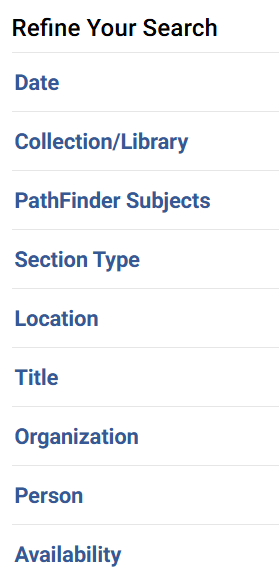 Refine Your Search
Date
Collection/Library
PathFinder Subjects
Section Type
Location
Title
Organization
Person
Availability